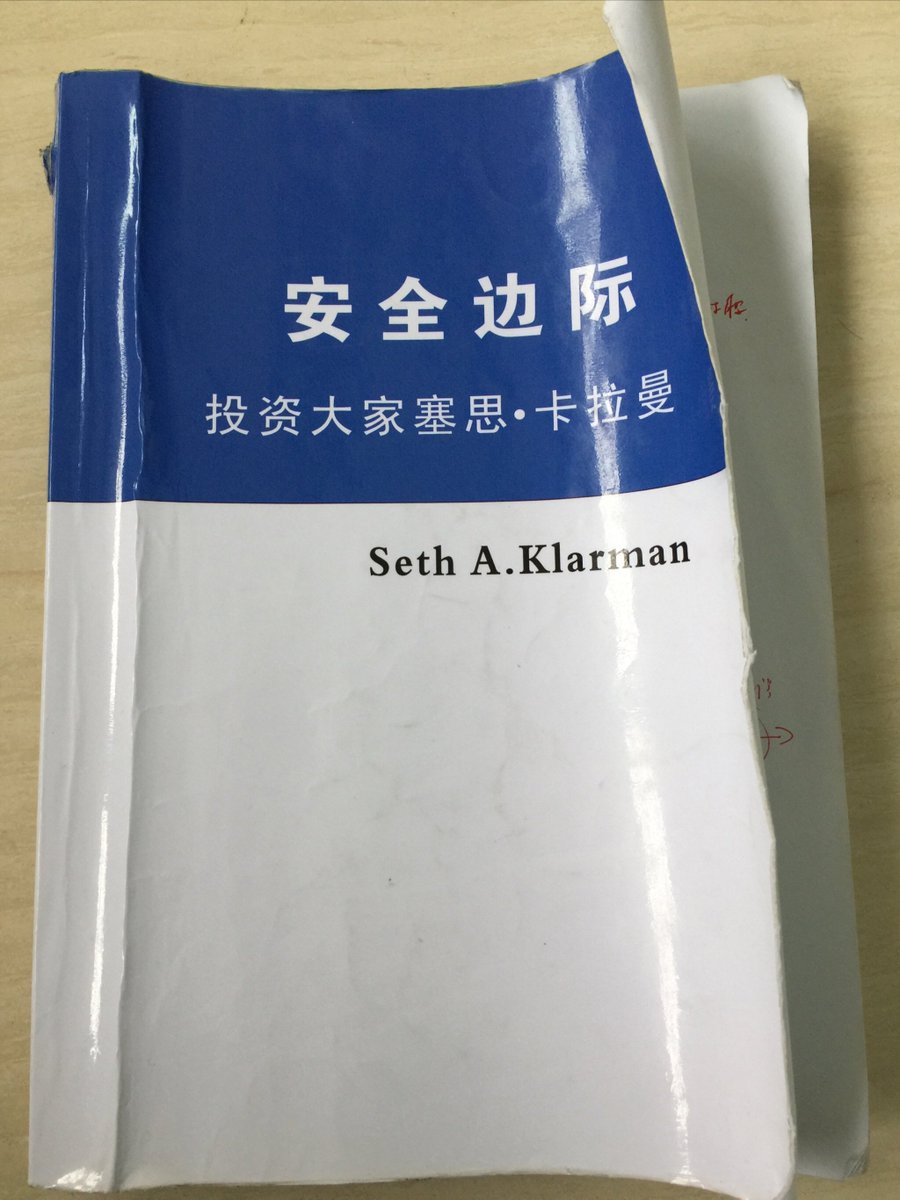 安全边际
投资大家塞思·卡拉曼
Seth A.Klarman